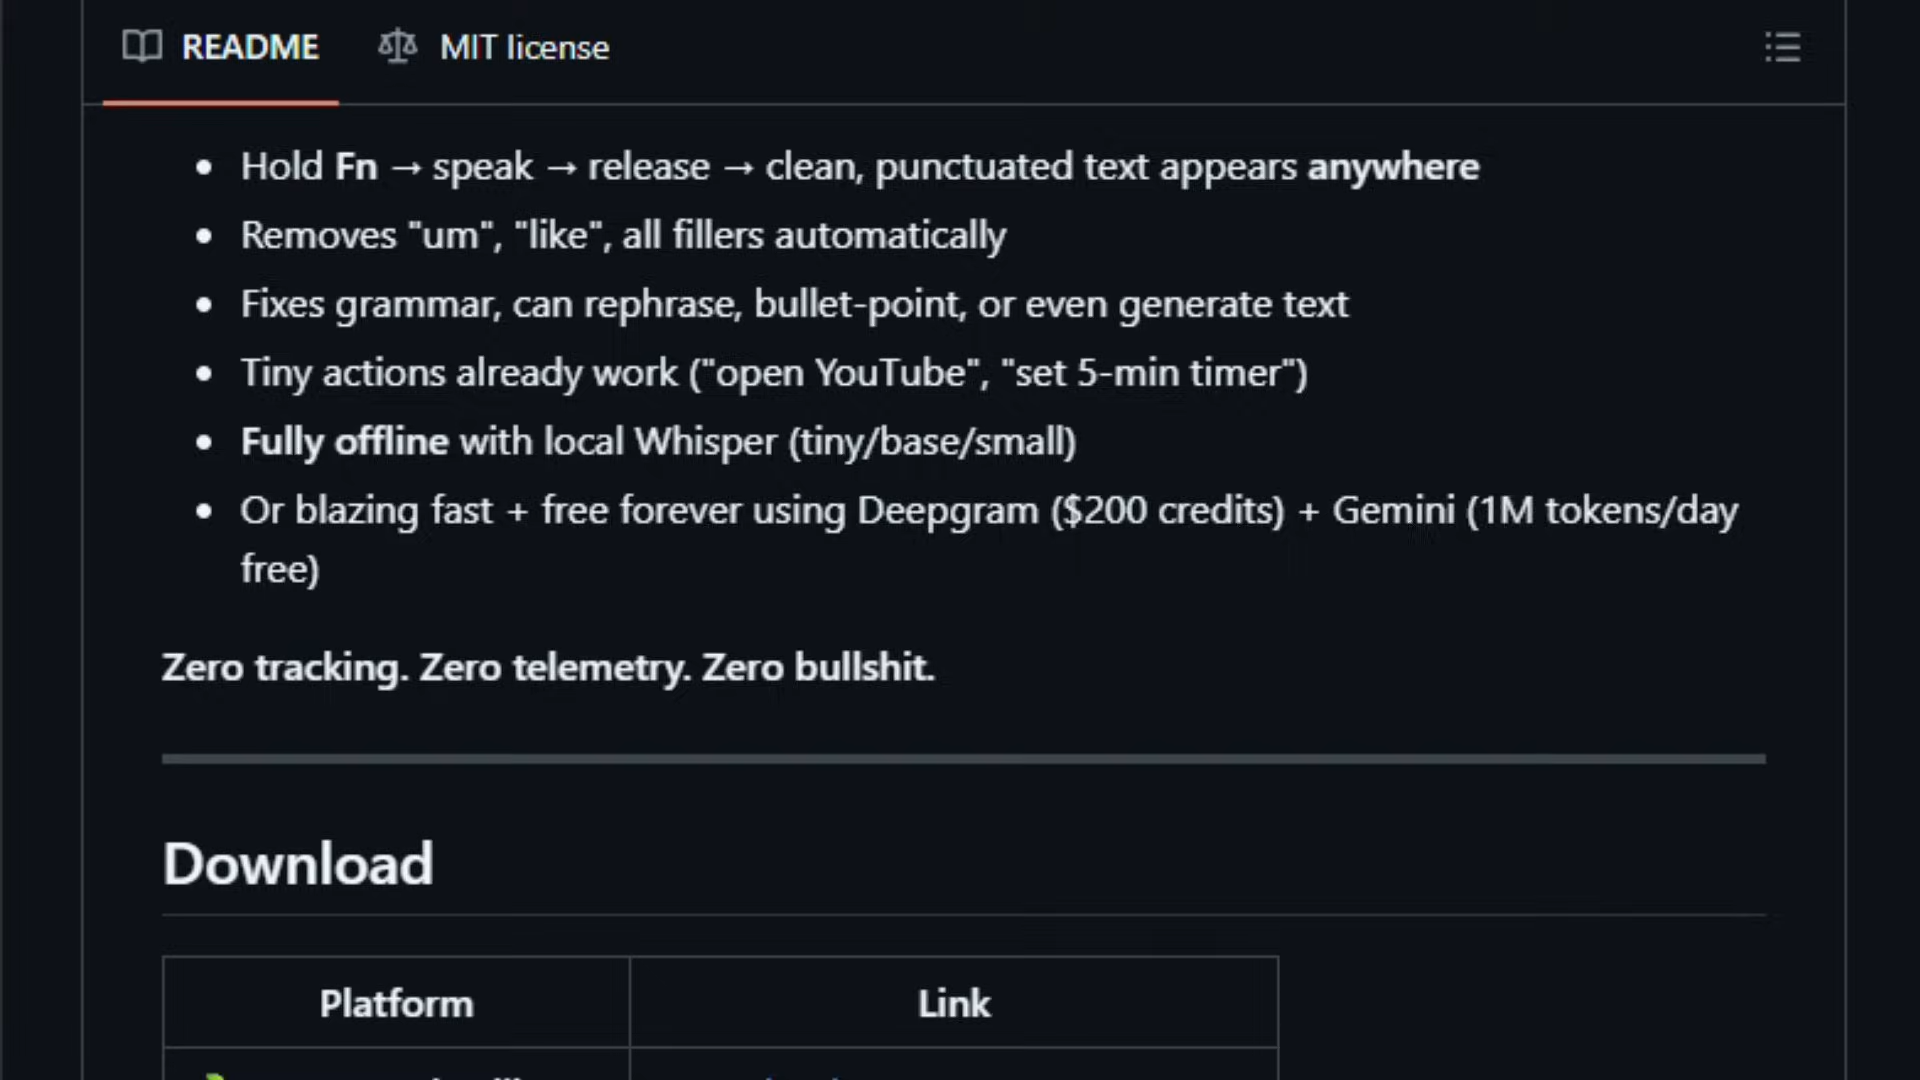 README MIT license
Hold Fn → speak → release → clean, punctuated text appears anywhere
Removes "um", "like", all fillers automatically
Fixes grammar, can rephrase, bullet-point, or even generate text
Tiny actions already work ("open YouTube", "set 5-min timer")
Fully offline with local Whisper (tiny/base/small)
Or blazing fast + free forever using Deepgram ($200 credits) + Gemini (1M tokens/day
free)
Zero tracking. Zero telemetry. Zero bullshit.
Download
Platform Link